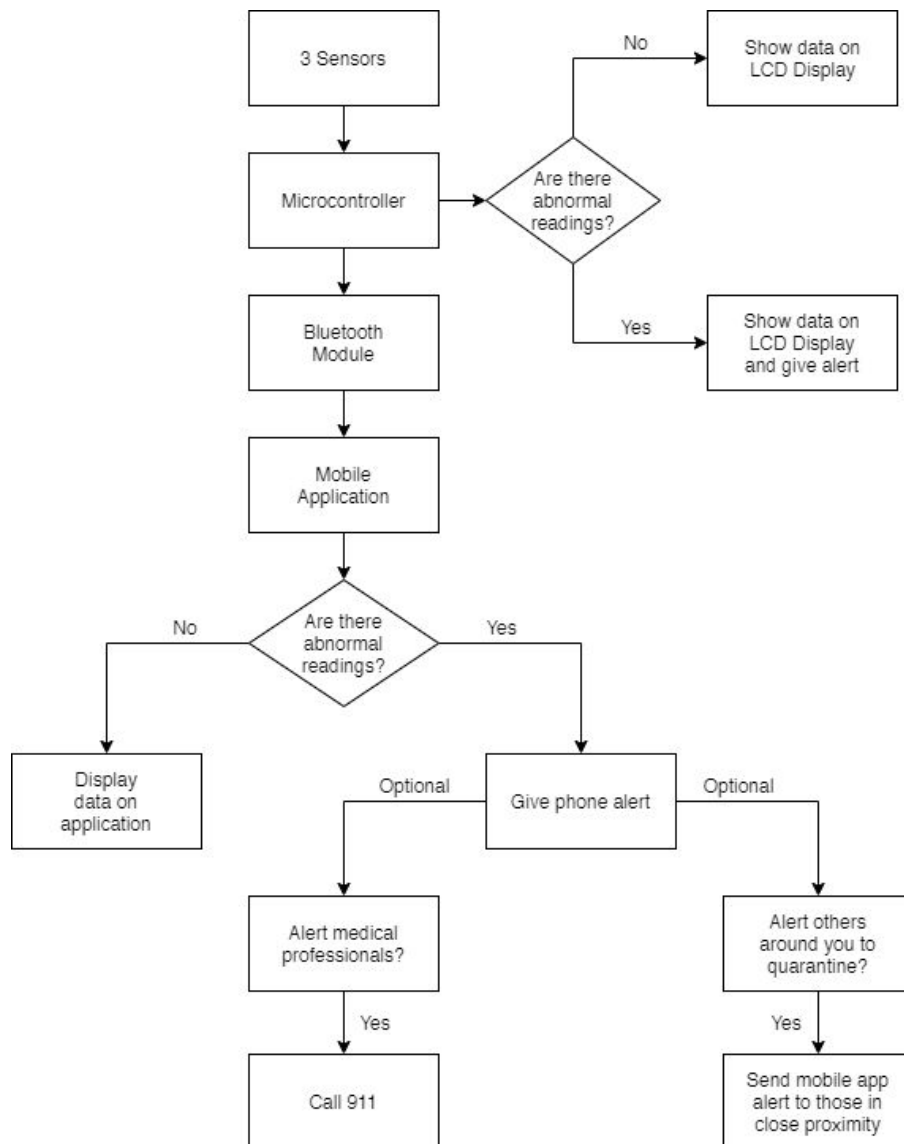 3 Sensors
No
Show data on
LCD Display
Microcontroller
Are there
abnormal
readings?
Bluetooth
Module
Yes
Show data on
LCD Display
and give alert
Mobile
Application
No
Are there
abnormal
readings?
Yes
Display
data on
application
Optional
Give phone alert
Optional
Alert medical
professionals?
Alert others
around you to
quarantine?
Yes
Yes
Call 911
Send mobile app
alert to those in
close proximity